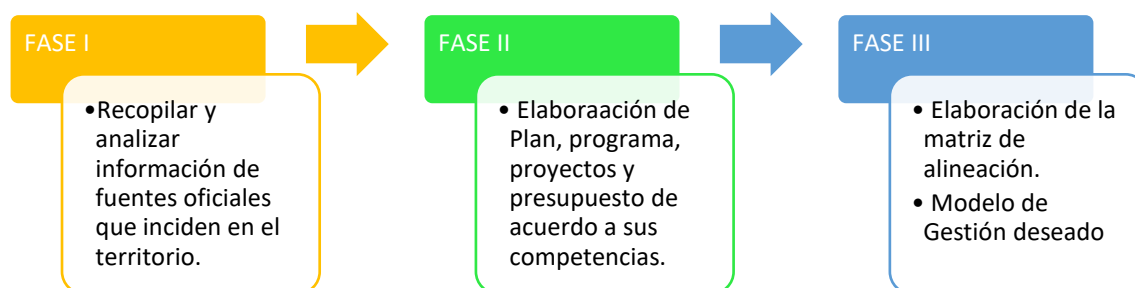 FASE I
•Recopilar y
analizar
información de
fuentes oficiales
que inciden en el
territorio.
FASE II
• Elaboraación de
Plan, programa,
proyectos y
presupuesto de
acuerdo a sus
competencias.
FASE III
• Elaboración de la
matriz de
alineación.
• Modelo de
Gestión deseado